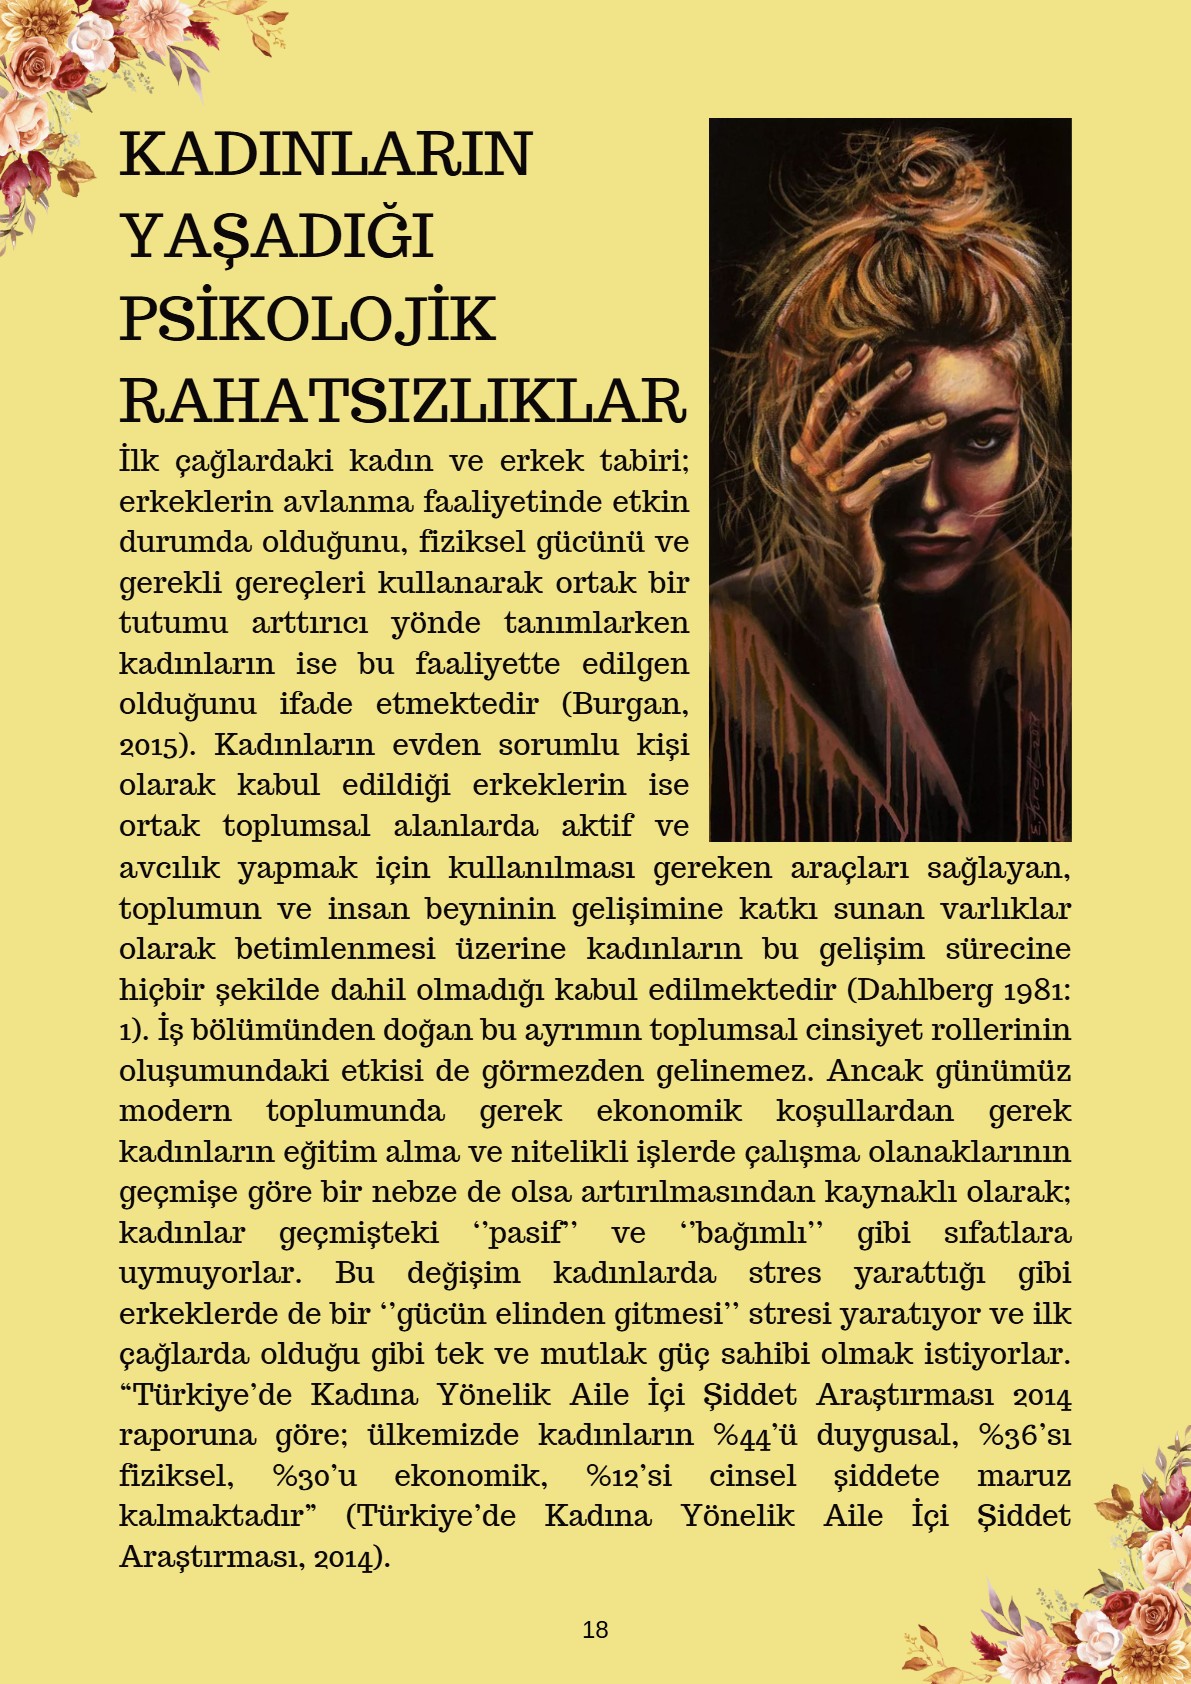 KADINLARIN
YAŞADIĞI
PSİKOLOJİK
RAHATSIZLIKLAR
İlk çağlardaki kadın ve erkek tabiri;
erkeklerin avlanma faaliyetinde etkin
durumda olduğunu, fiziksel gücünü ve
gerekli gereçleri kullanarak ortak bir
tutumu arttırıcı yönde tanımlarken
kadınların ise bu faaliyette edilgen
olduğunu ifade etmektedir (Burgan,
2015). Kadınların evden sorumlu kişi
olarak kabul edildiği erkeklerin ise
ortak toplumsal alanlarda aktif ve
avcılık yapmak için kullanılması gereken araçları sağlayan,
toplumun ve insan beyninin gelişimine katkı sunan varlıklar
olarak betimlenmesi üzerine kadınların bu gelişim sürecine
hiçbir şekilde dahil olmadığı kabul edilmektedir (Dahlberg 1981:
1). İş bölümünden doğan bu ayrımın toplumsal cinsiyet rollerinin
oluşumundaki etkisi de görmezden gelinemez. Ancak günümüz
modern toplumunda gerek ekonomik koşullardan gerek
kadınların eğitim alma ve nitelikli işlerde çalışma olanaklarının
geçmişe göre bir nebze de olsa artırılmasından kaynaklı olarak;
kadınlar geçmişteki ‘’pasif’’ ve ‘’bağımlı’’ gibi sıfatlara
uymuyorlar. Bu değişim kadınlarda stres yarattığı gibi
erkeklerde de bir ‘’gücün elinden gitmesi’’ stresi yaratıyor ve ilk
çağlarda olduğu gibi tek ve mutlak güç sahibi olmak istiyorlar.
“Türkiye’de Kadına Yönelik Aile İçi Şiddet Araştırması 2014
raporuna göre; ülkemizde kadınların %44’ü duygusal, %36’sı
fiziksel, %30’u ekonomik, %12’si cinsel şiddete maruz
kalmaktadır” (Türkiye’de Kadına Yönelik Aile İçi Şiddet
Araştırması, 2014).
18